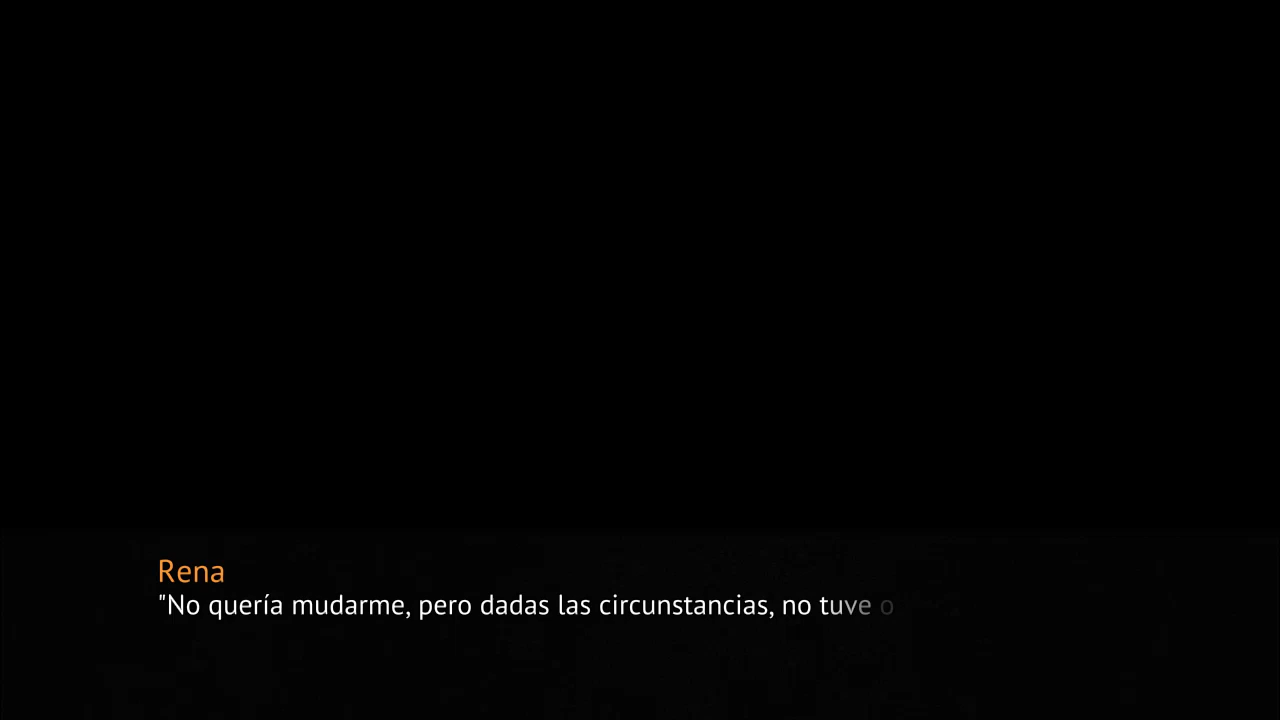 Rena
"No quería mudarme, pero dadas las circunstancias, no tuve o